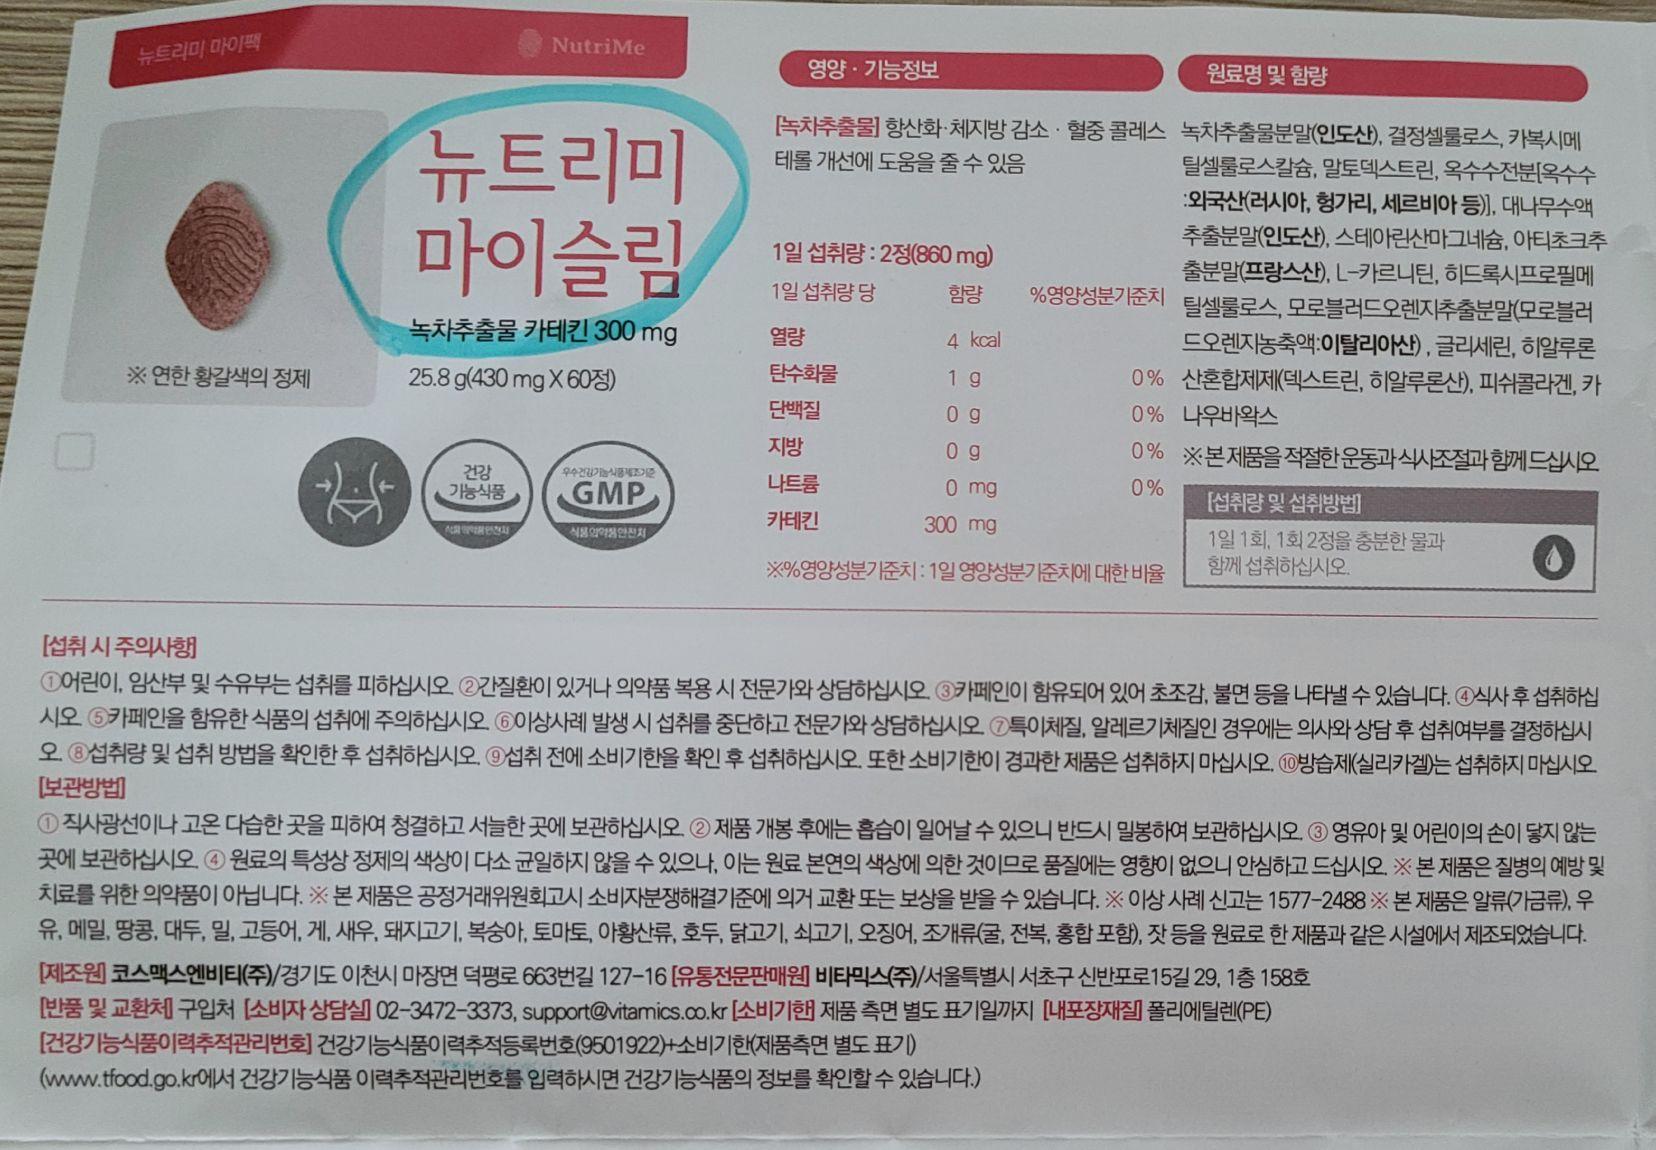 뉴트리미 마이팩
NutriMe
뉴트리미
마이슬림
녹차추출물 카테킨 300 mg
25.8 g(430 mg X 60정)
※ 연한 황갈색의 정제
건강
기능식품
식품의약품안전처
우수건강기능식품제조기준
GMP
식품의약품안전처
영양 · 기능정보
[녹차추출물] 항산화·체지방 감소 · 혈중 콜레스
테롤 개선에 도움을 줄 수 있음
1일 섭취량 : 2정(860 mg)
1일 섭취량 당 함량 %영양성분기준치
열량 4 kcal
탄수화물 1 g 0%
단백질 0 g 0%
지방 0 g 0%
나트륨 0 mg 0%
카테킨 300 mg
※%영양성분기준치 : 1일 영양성분기준치에 대한 비율
원료명 및 함량
녹차추출물분말(인도산), 결정셀룰로스, 카복시메
틸셀룰로스칼슘, 말토덱스트린, 옥수수전분[옥수수
:외국산(러시아, 헝가리, 세르비아 등)], 대나무수액
추출분말(인도산), 스테아린산마그네슘, 아티초크추
출분말(프랑스산), L-카르니틴, 히드록시프로필메
틸셀룰로스, 모로블러드오렌지추출분말(모로블러
드오렌지농축액:이탈리아산) , 글리세린, 히알루론
산혼합제제(덱스트린, 히알루론산), 피쉬콜라겐, 카
나우바왁스
※본 제품을 적절한 운동과 식사조절과 함께 드십시오
[섭취량 및 섭취방법]
1일 1회, 1회 2정을 충분한 물과
함께 섭취하십시오.
[섭취 시 주의사항]
①어린이, 임산부 및 수유부는 섭취를 피하십시오. ②간질환이 있거나 의약품 복용 시 전문가와 상담하십시오. ③카페인이 함유되어 있어 초조감, 불면 등을 나타낼 수 있습니다. ④식사 후 섭취하십
시오. ⑤카페인을 함유한 식품의 섭취에 주의하십시오. ⑥이상사례 발생 시 섭취를 중단하고 전문가와 상담하십시오. ⑦특이체질, 알레르기체질인 경우에는 의사와 상담 후 섭취여부를 결정하십시
오. ⑧섭취량 및 섭취 방법을 확인한 후 섭취하십시오. ⑨섭취 전에 소비기한을 확인 후 섭취하십시오. 또한 소비기한이 경과한 제품은 섭취하지 마십시오. ⑩방습제(실리카겔)는 섭취하지 마십시오.
[보관방법]
① 직사광선이나 고온 다습한 곳을 피하여 청결하고 서늘한 곳에 보관하십시오. ② 제품 개봉 후에는 흡습이 일어날 수 있으니 반드시 밀봉하여 보관하십시오. ③ 영유아 및 어린이의 손이 닿지 않는
곳에 보관하십시오. ④ 원료의 특성상 정제의 색상이 다소 균일하지 않을 수 있으나, 이는 원료 본연의 색상에 의한 것이므로 품질에는 영향이 없으니 안심하고 드십시오. ※ 본 제품은 질병의 예방 및
치료를 위한 의약품이 아닙니다. ※ 본 제품은 공정거래위원회고시 소비자분쟁해결기준에 의거 교환 또는 보상을 받을 수 있습니다. ※ 이상 사례 신고는 1577-2488 ※ 본 제품은 알류(가금류), 우
유, 메밀, 땅콩, 대두, 밀, 고등어, 게, 새우, 돼지고기, 복숭아, 토마토, 아황산류, 호두, 닭고기, 쇠고기, 오징어, 조개류(굴, 전복, 홍합 포함), 잣 등을 원료로 한 제품과 같은 시설에서 제조되었습니다.
[제조원] 코스맥스엔비티(주)/경기도 이천시 마장면 덕평로 663번길 127-16 [유통전문판매원] 비타믹스(주)/서울특별시 서초구 신반포로15길 29, 1층 158호
[반품 및 교환처] 구입처 [소비자 상담실] 02-3472-3373, support@vitamics.co.kr [소비기한] 제품 측면 별도 표기일까지 [내포장재질] 폴리에틸렌(PE)
[건강기능식품이력추적관리번호] 건강기능식품이력추적등록번호(9501922)+소비기한(제품측면 별도 표기)
(www.tfood.go.kr에서 건강기능식품 이력추적관리번호를 입력하시면 건강기능식품의 정보를 확인할 수 있습니다.)